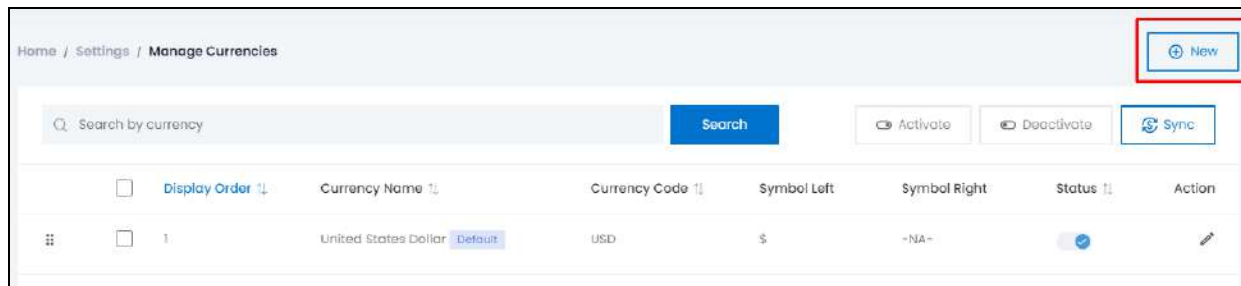 Home / Settings / Manage Currencies
New
Search by currency
Search
Activate
Deactivate
Sync
Display Order
Currency Name
Currency Code
Symbol Left
Symbol Right
Status
Action
1
United States Dollar
Default
USD
$
-NA-